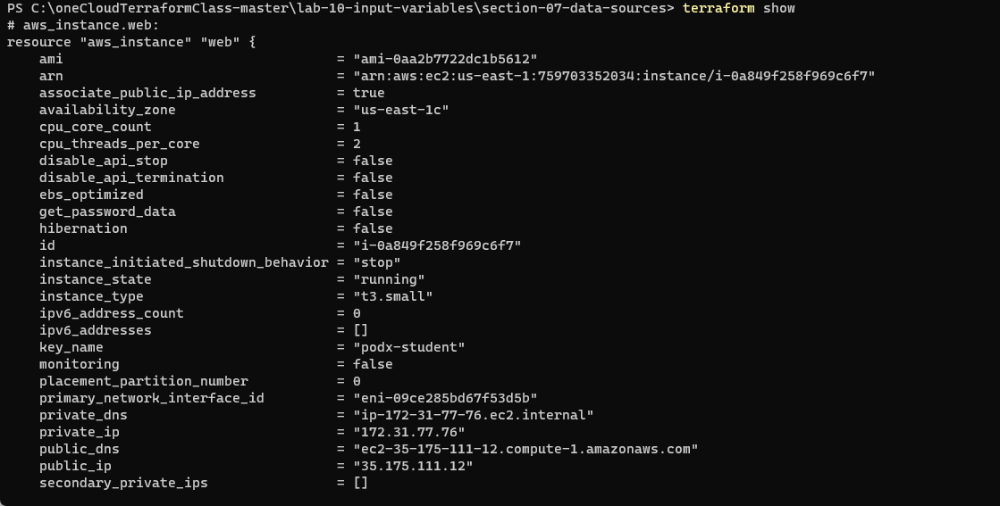 PS C:\oneCloudTerraformClass-master\lab-10-input-variables\section-07-data-sources> terraform show
# aws_instance.web:
resource "aws_instance" "web" {
    ami                                  = "ami-0aa2b7722dc1b5612"
    arn                                  = "arn:aws:ec2:us-east-1:759703352034:instance/i-0a849f258f969c6f7"
    associate_public_ip_address          = true
    availability_zone                    = "us-east-1c"
    cpu_core_count                       = 1
    cpu_threads_per_core                 = 2
    disable_api_stop                     = false
    disable_api_termination              = false
    ebs_optimized                        = false
    get_password_data                    = false
    hibernation                          = false
    id                                   = "i-0a849f258f969c6f7"
    instance_initiated_shutdown_behavior = "stop"
    instance_state                       = "running"
    instance_type                        = "t3.small"
    ipv6_address_count                   = 0
    ipv6_addresses                       = []
    key_name                             = "podx-student"
    monitoring                           = false
    placement_partition_number           = 0
    primary_network_interface_id         = "eni-09ce285bd67f53d5b"
    private_dns                          = "ip-172-31-77-76.ec2.internal"
    private_ip                           = "172.31.77.76"
    public_dns                           = "ec2-35-175-111-12.compute-1.amazonaws.com"
    public_ip                            = "35.175.111.12"
    secondary_private_ips                = []